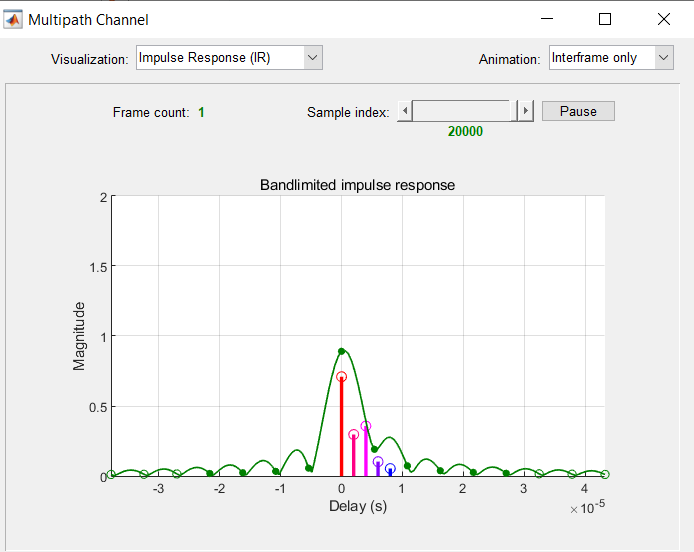 Multipath Channel
Visualization: Impulse Response (IR) Animation: Interframe only
Frame count: 1 Sample index: Pause
20000
Bandlimited impulse response
2
1.5
1
0.5
0
Magnitude
-3 -2 -1 0 1 2 3 4
Delay (s)
×10⁻⁵